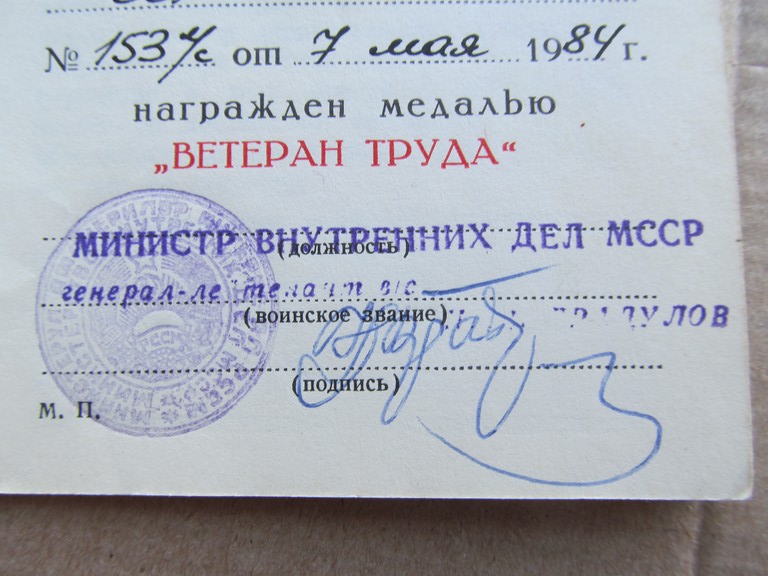 № 153 л/с от 7 мая 1984 г.
награжден медалью
„ВЕТЕРАН ТРУДА“
МИНИСТР ВНУТРЕННИХ ДЕЛ МССР
(должность)
генерал-лейтенант в/с
(воинское звание)
(подпись)
М. П.